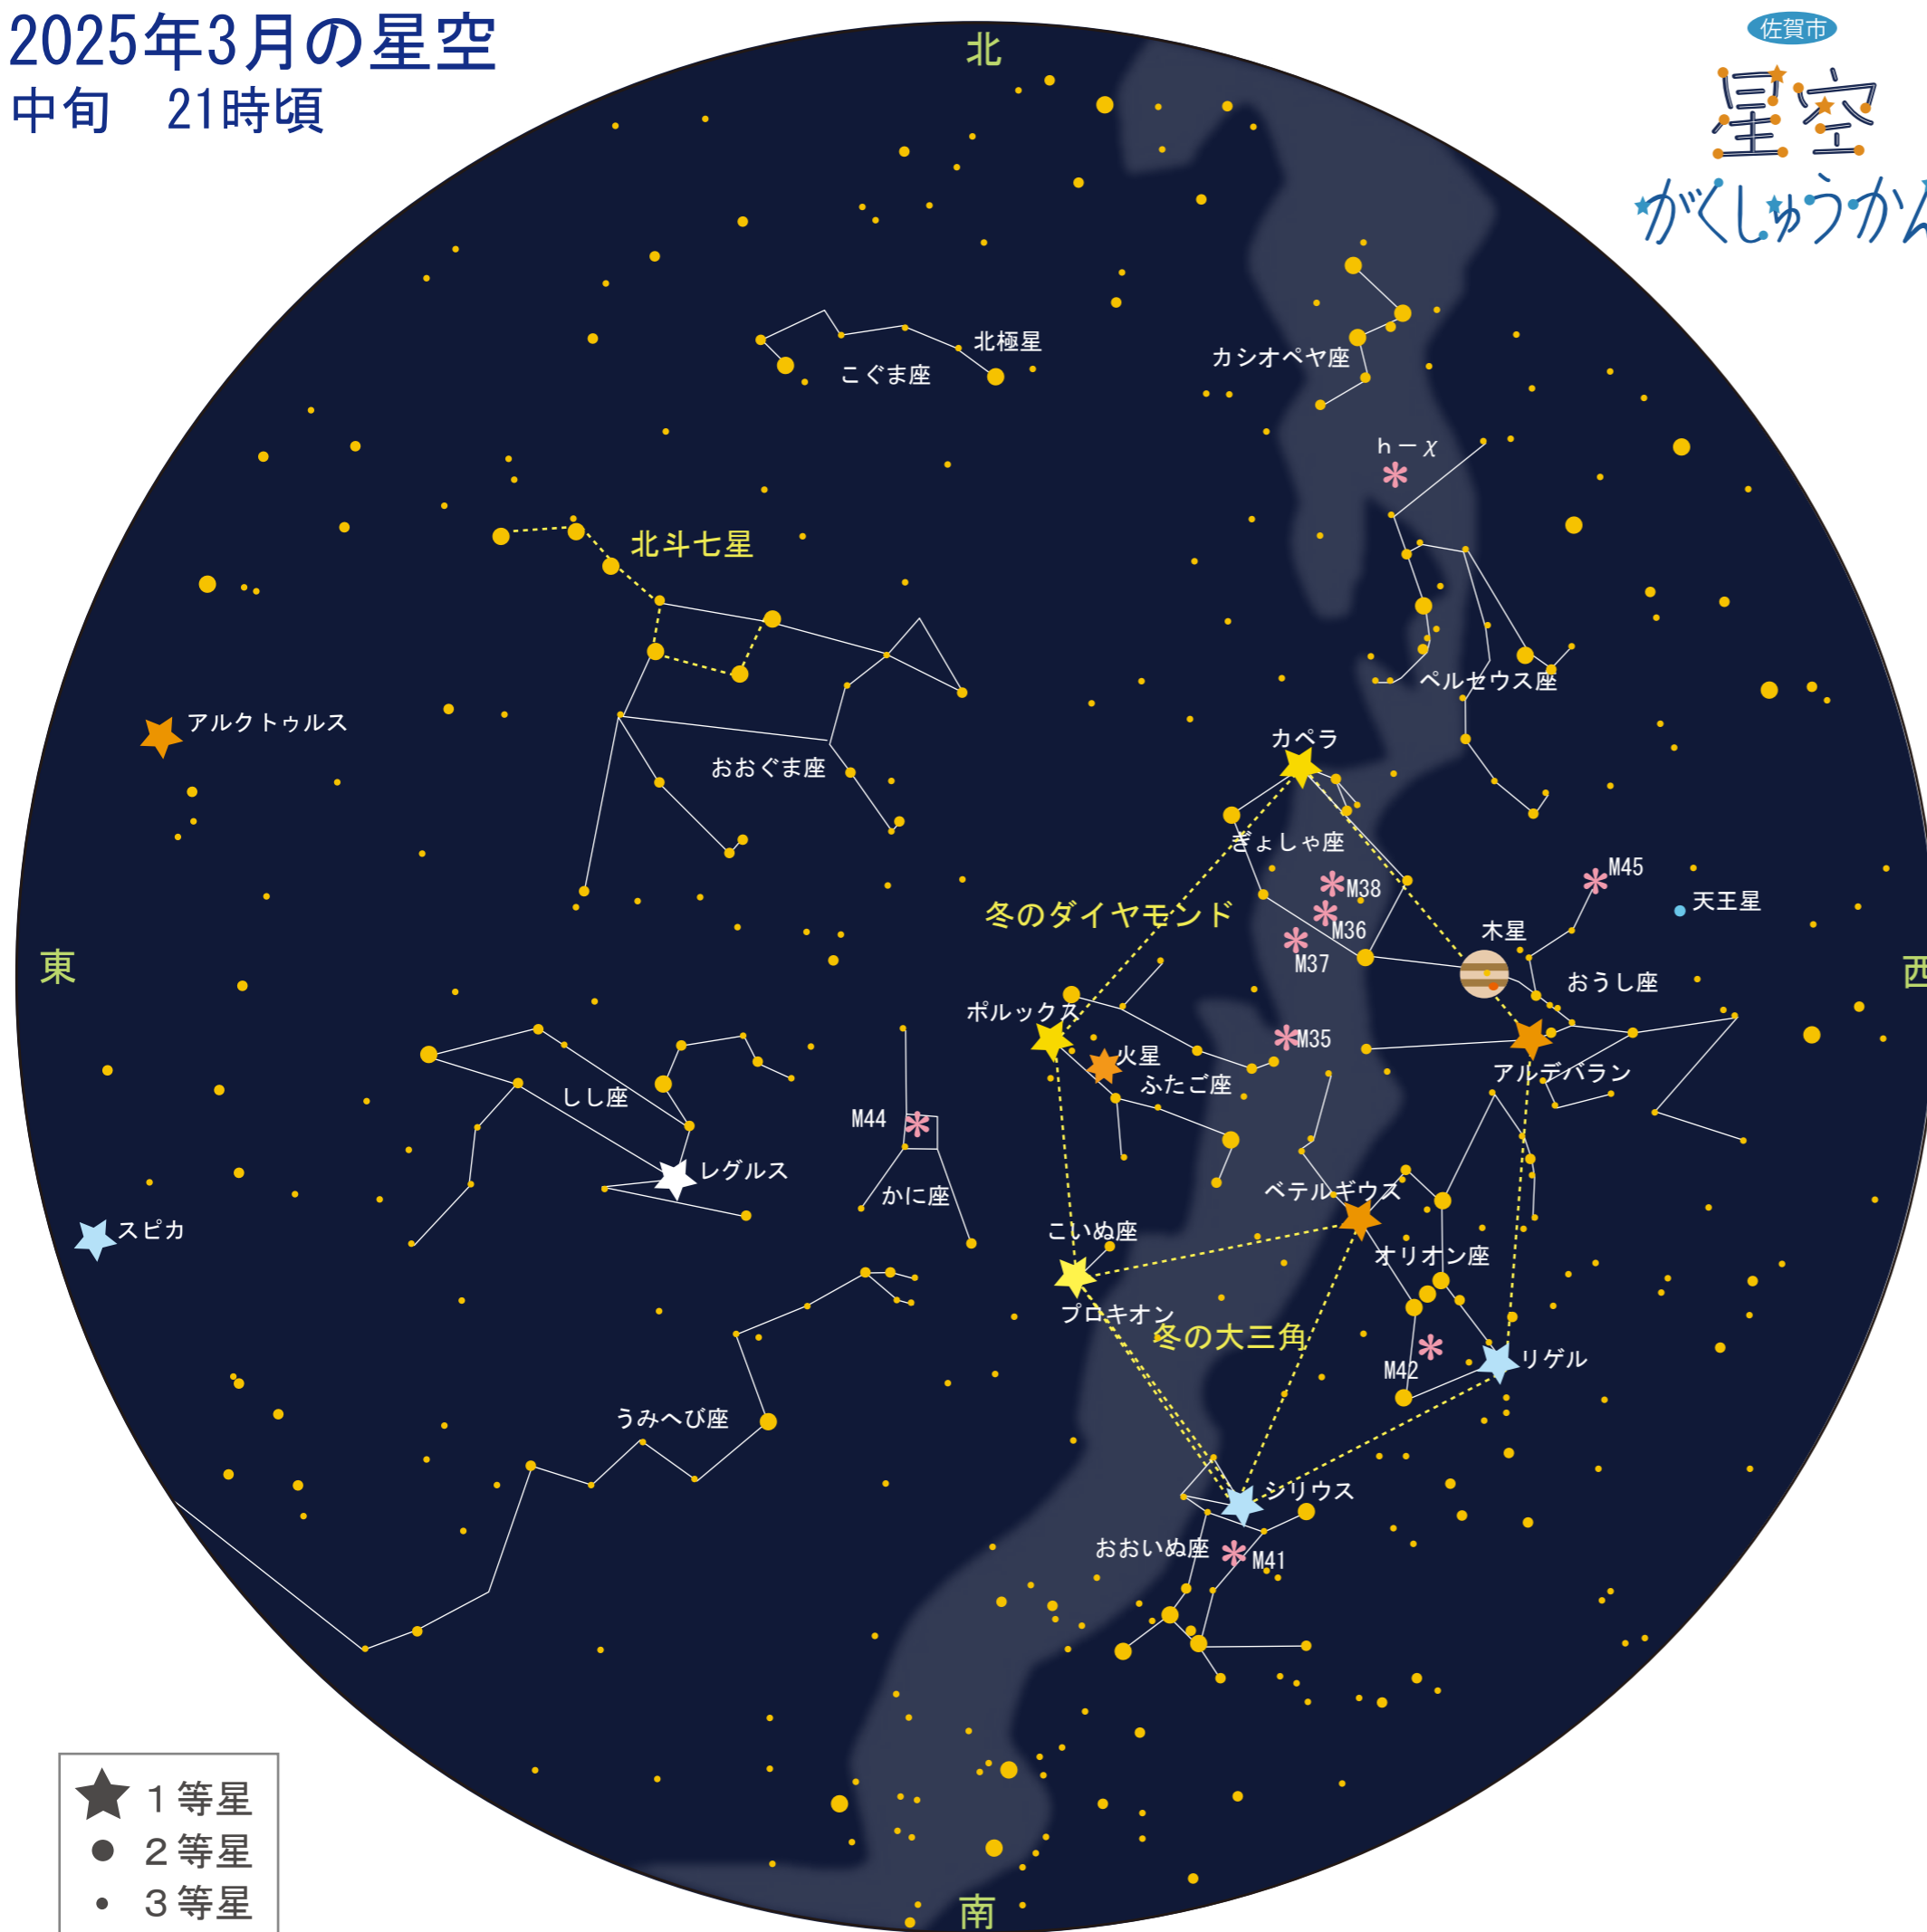 2025年3月の星空
中旬　21時頃
佐賀市
星空
がくしゅうかん
北
北極星
こぐま座
カシオペヤ座
h－χ
北斗七星
ペルセウス座
アルクトゥルス
カペラ
おおぐま座
ぎょしゃ座
M45
M38
天王星
冬のダイヤモンド
M36
木星
M37
東
西
おうし座
ポルックス
M35
火星
アルデバラン
ふたご座
しし座
M44
レグルス
かに座
ベテルギウス
スピカ
こいぬ座
オリオン座
プロキオン
冬の大三角
M42
リゲル
うみへび座
シリウス
おおいぬ座
M41
南
1等星
2等星
3等星